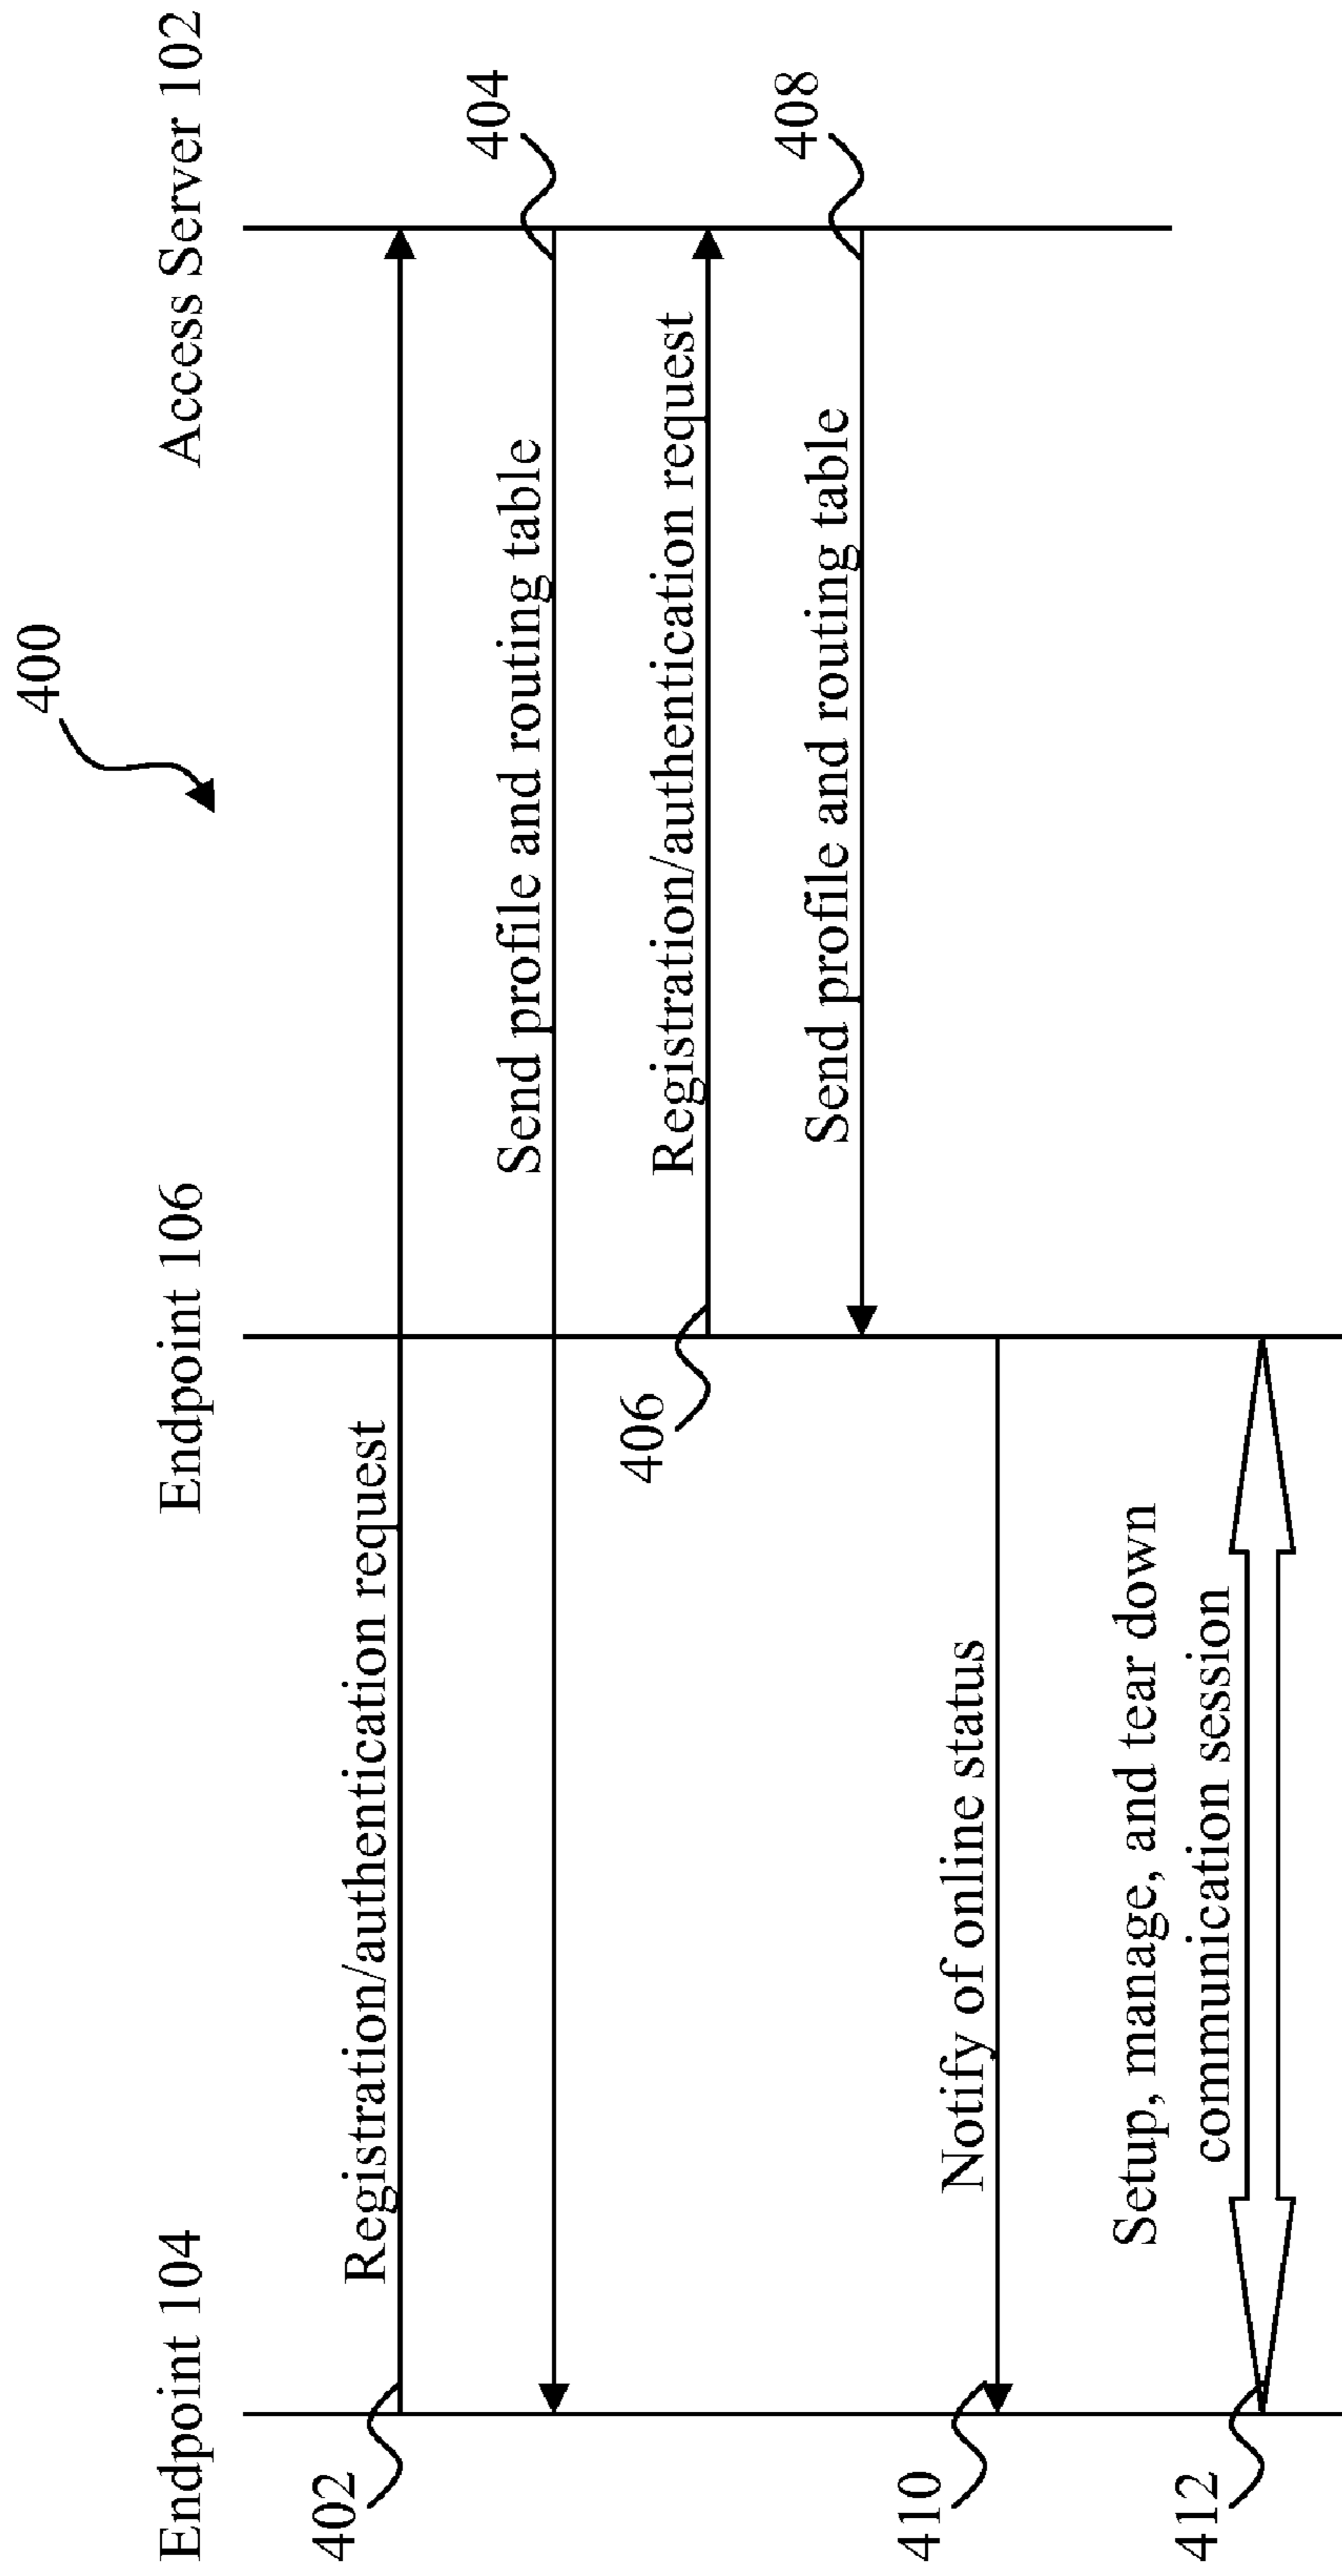 400
Endpoint 104
Endpoint 106
Access Server 102
402
Registration/authentication request
404
Send profile and routing table
406
Registration/authentication request
408
Send profile and routing table
410
Notify of online status
412
Setup, manage, and tear down
communication session